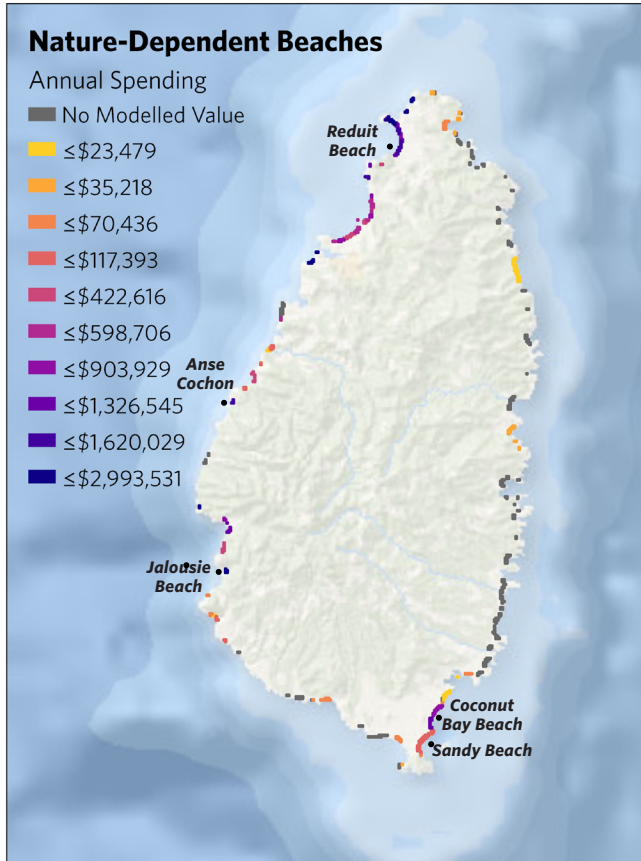 Nature-Dependent Beaches
Annual Spending
No Modelled Value
≤$23,479
≤$35,218
≤$70,436
≤$117,393
≤$422,616
≤$598,706
≤$903,929
≤$1,326,545
≤$1,620,029
≤$2,993,531
Reduit
Beach
Anse
Cochon
Jalousie
Beach
Coconut
Bay Beach
Sandy Beach